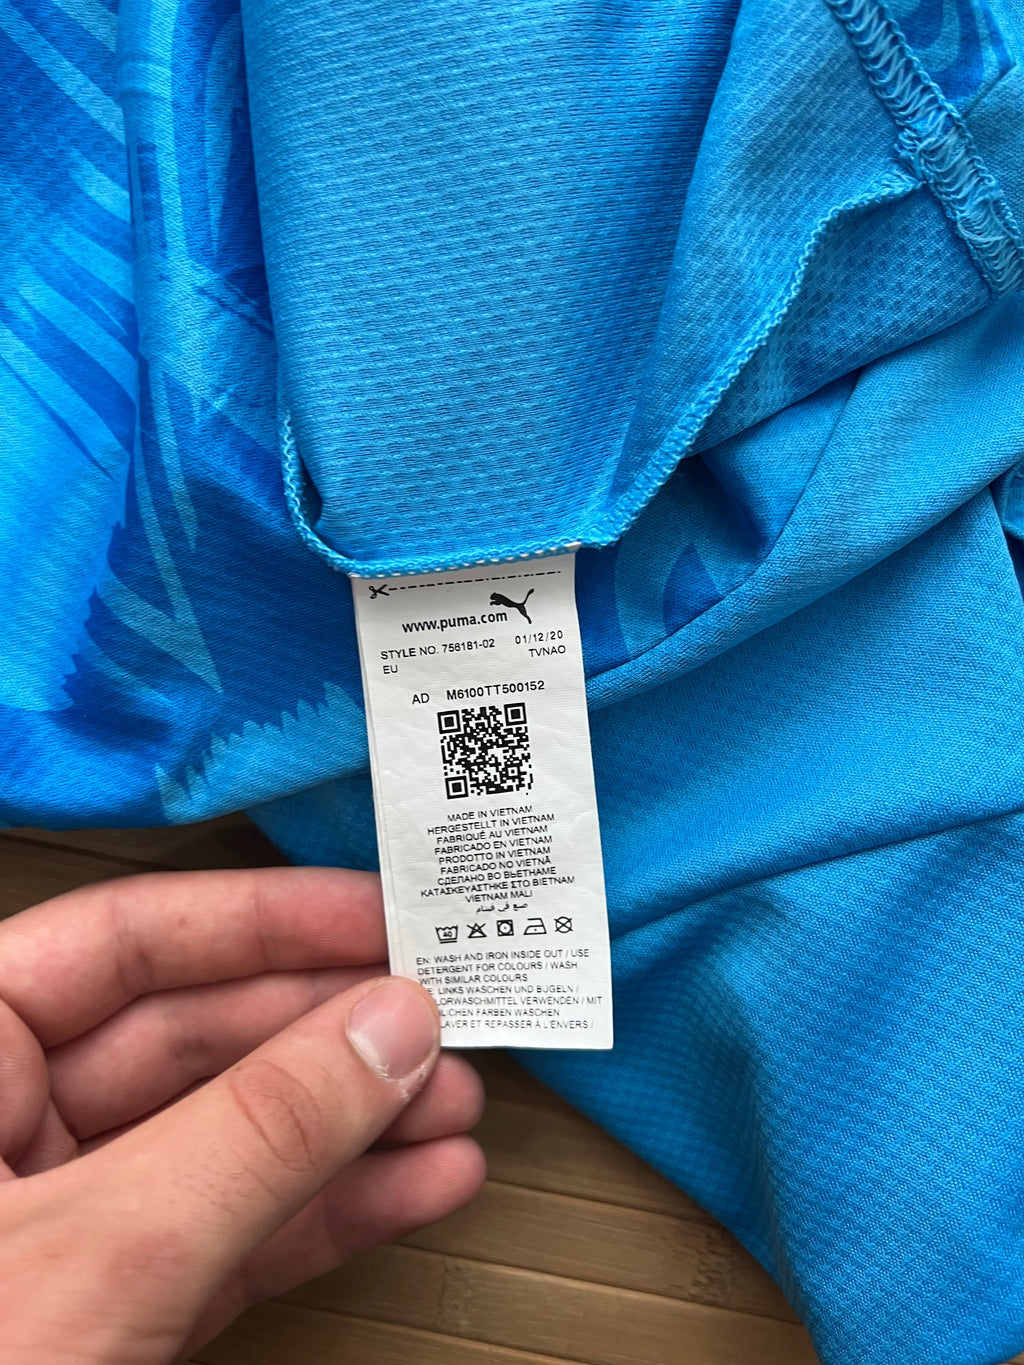 www.puma.com
STYLE NO. 756181-02 01/12/20
EU TVNAO
AD M6100TT500152
MADE IN VIETNAM
HERGESTELLT IN VIETNAM
FABRIQUÉ AU VIETNAM
FABRICADO EN VIETNAM
PRODOTTO IN VIETNAM
FABRICADO NO VIETNÃ
СДЕЛАНО ВО ВЬЕТНАМЕ
ΚΑΤΑΣΚΕΥΑΣΤΗΚΕ ΣΤΟ ΒΙΕΤΝΑΜ
VIETNAM MALI
صنع في فيتنام
40
EN: WASH AND IRON INSIDE OUT / USE
DETERGENT FOR COLOURS / WASH
WITH SIMILAR COLOURS
LINKS WASCHEN UND BÜGELN /
VERWENDEN / MIT
FARBEN WASCHEN
LAVER ET REPASSER À L'ENVERS /